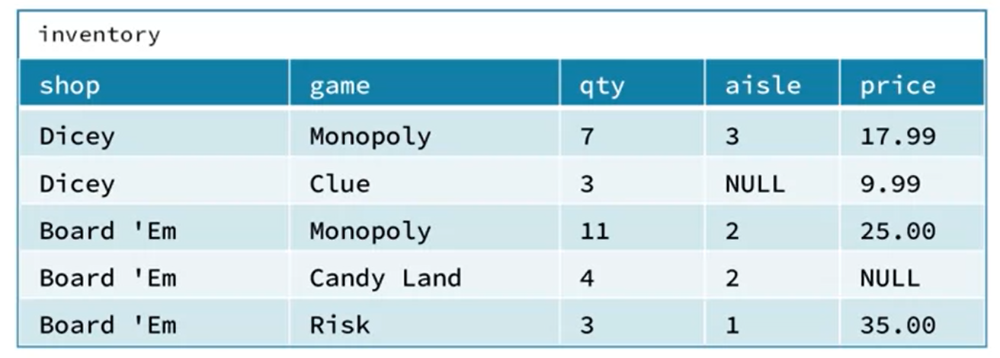 inventory
shop game qty aisle price
Dicey Monopoly 7 3 17.99
Dicey Clue 3 NULL 9.99
Board 'Em Monopoly 11 2 25.00
Board 'Em Candy Land 4 2 NULL
Board 'Em Risk 3 1 35.00